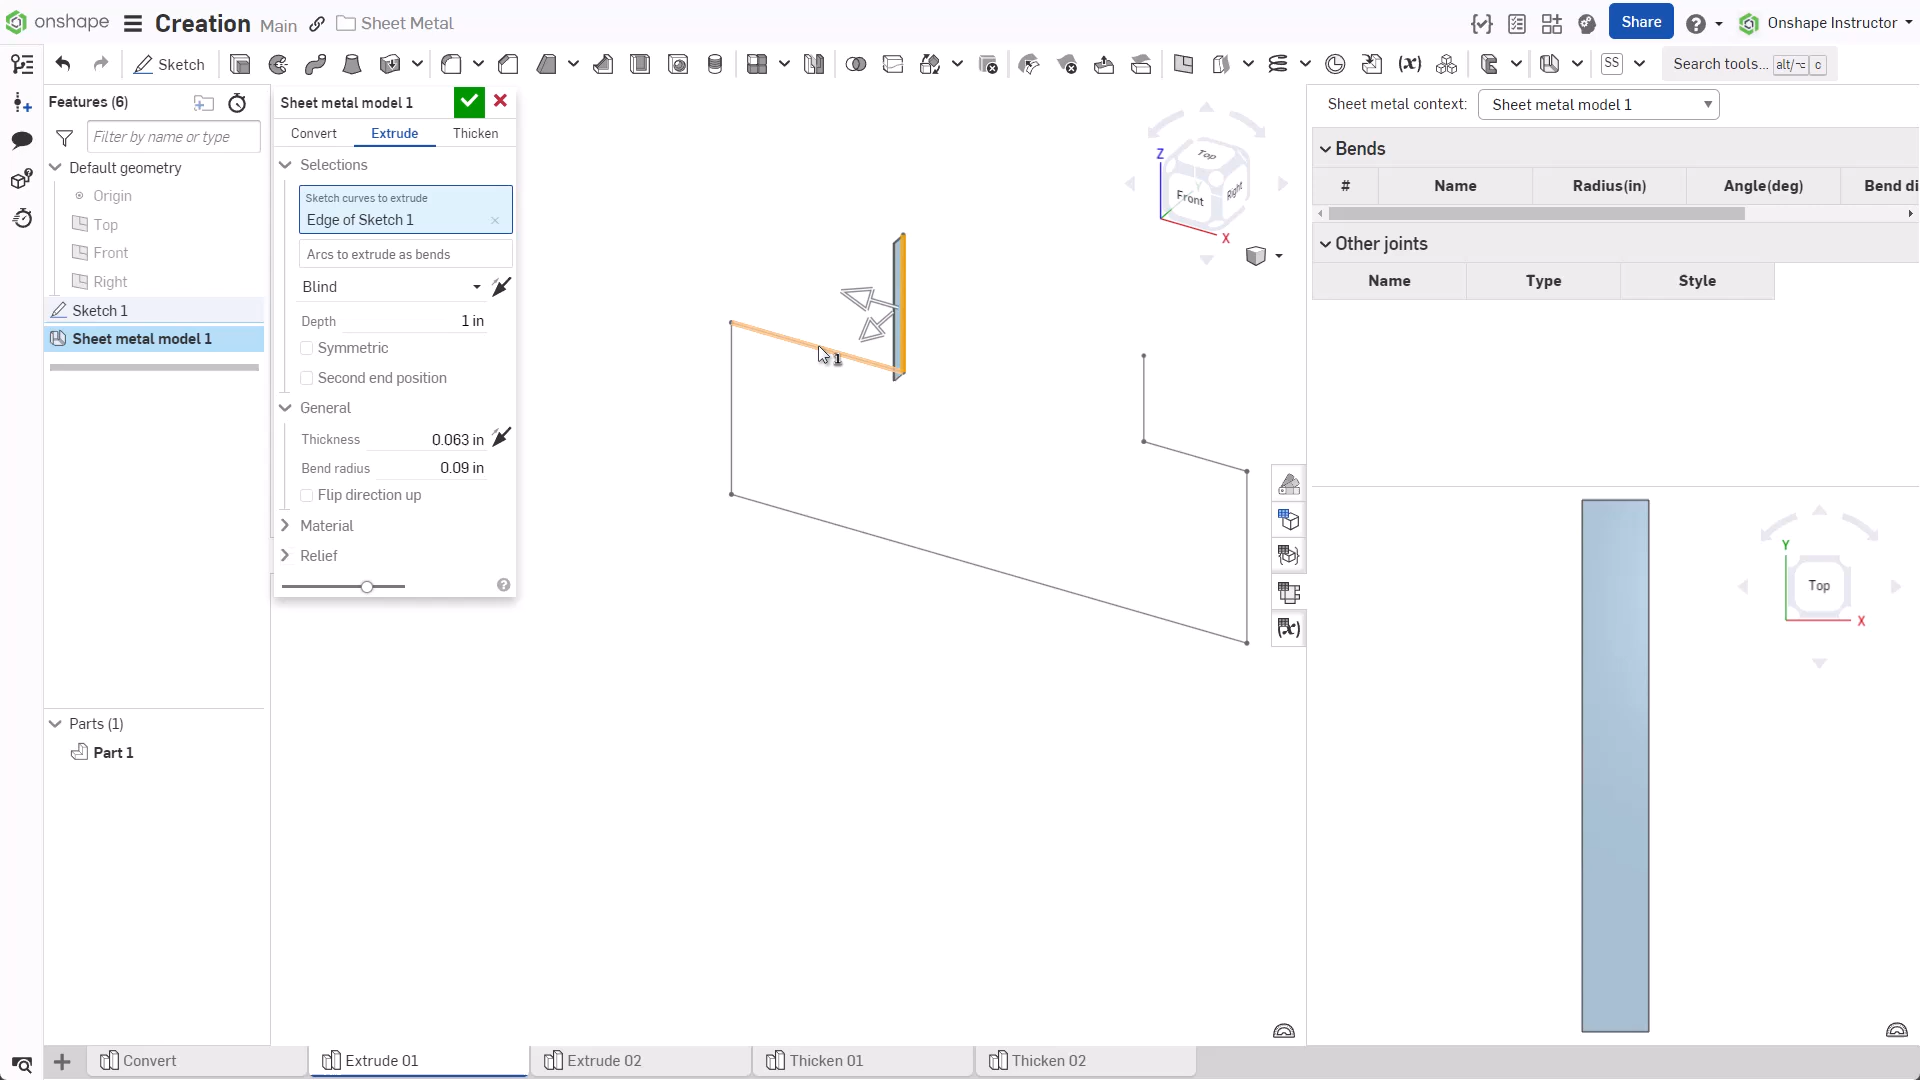 onshape
Creation Main Sheet Metal
Share
Onshape Instructor
Sketch
SS
Search tools... alt/⌥ c
Features (6)
Filter by name or type
Default geometry
Origin
Top
Front
Right
Sketch 1
Sheet metal model 1
Parts (1)
Part 1
Sheet metal model 1
Convert Extrude Thicken
Selections
Sketch curves to extrude
Edge of Sketch 1
Arcs to extrude as bends
Blind
Depth 1 in
Symmetric
Second end position
General
Thickness 0.063 in
Bend radius 0.09 in
Flip direction up
Material
Relief
1
Z
Top
Front
Right
Y
X
Sheet metal context: Sheet metal model 1
Bends
# Name Radius(in) Angle(deg) Bend di
Other joints
Name Type Style
Y
Top
X
Convert Extrude 01 Extrude 02 Thicken 01 Thicken 02